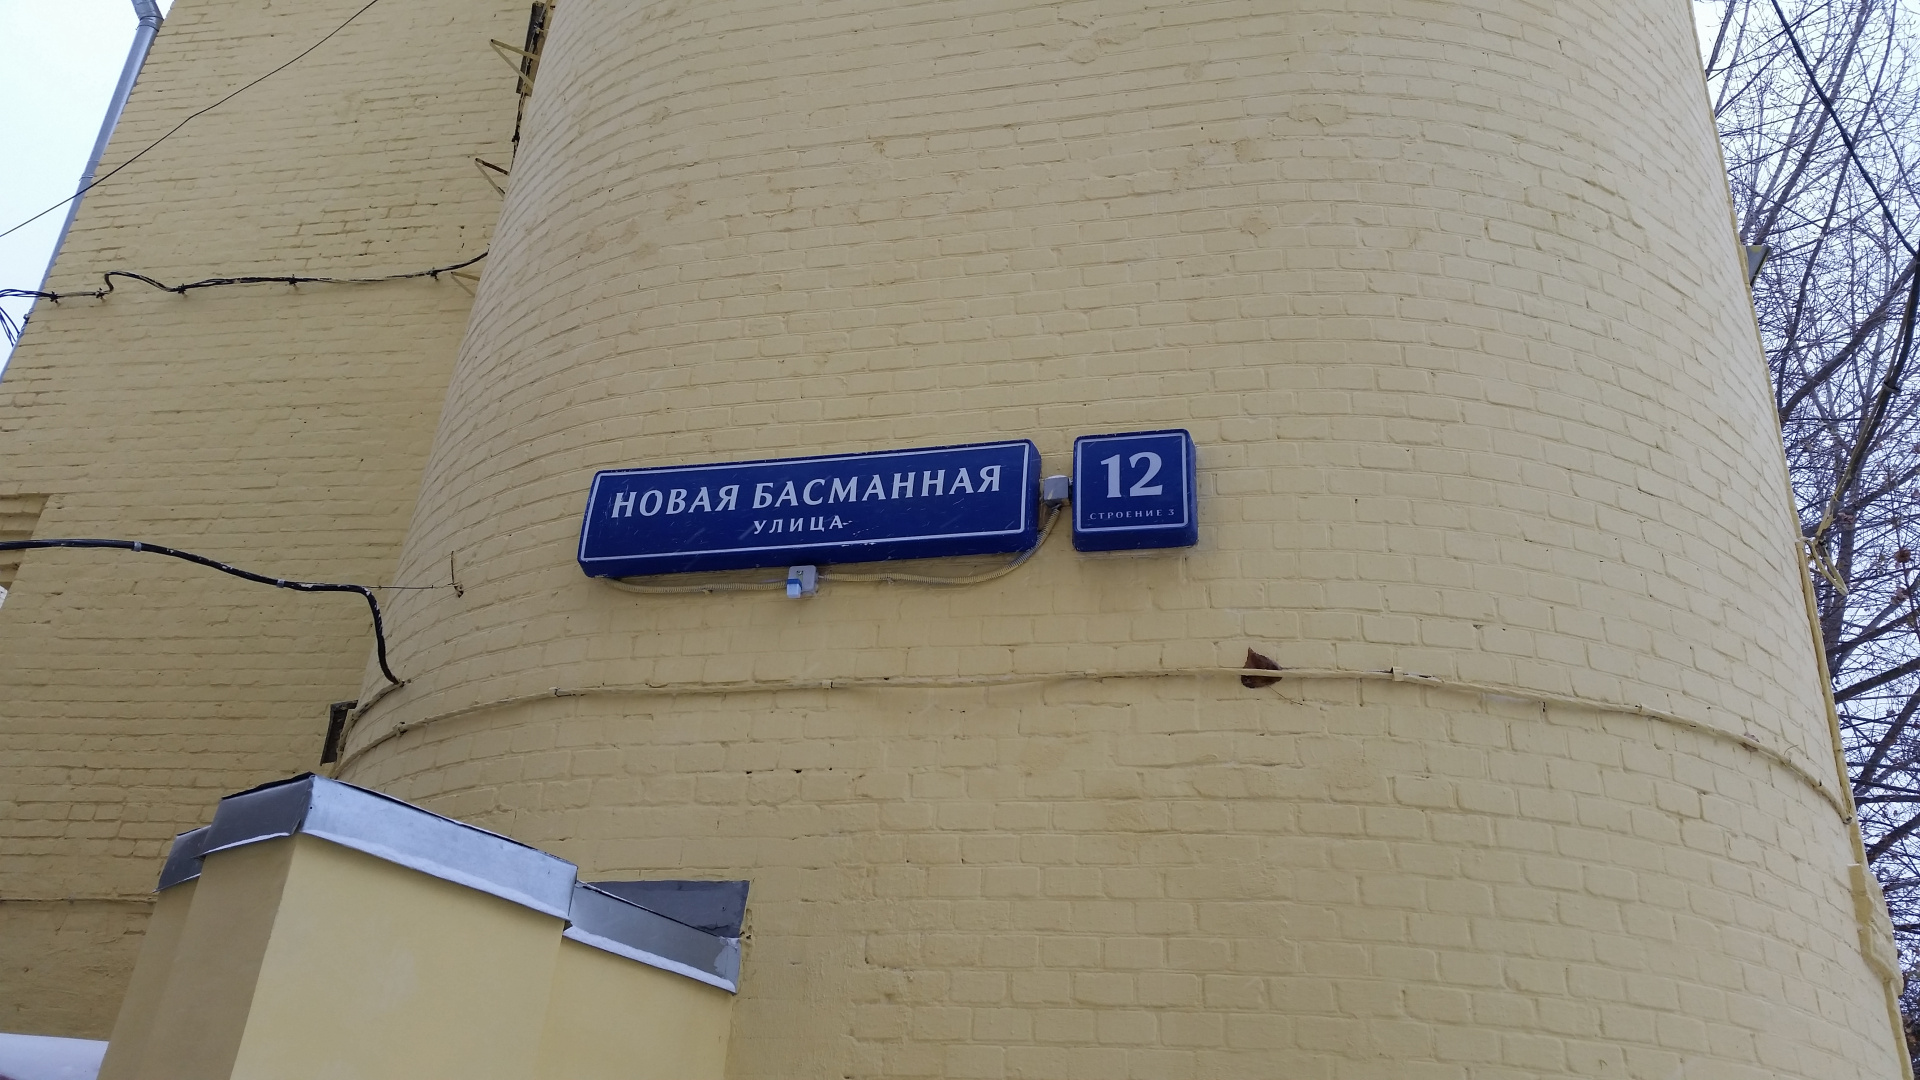 НОВАЯ БАСМАННАЯ
УЛИЦА
12
СТРОЕНИЕ 3